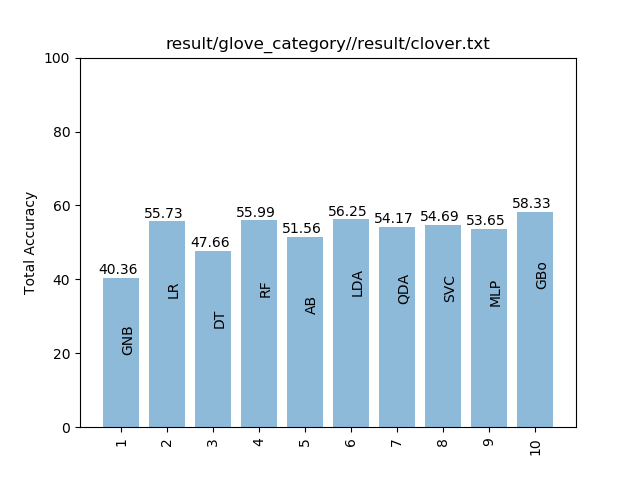 result/glove_category//result/clover.txt
Total Accuracy
100
80
60
40
20
0
40.36
55.73
47.66
55.99
51.56
56.25
54.17
54.69
53.65
58.33
GNB
LR
DT
RF
AB
LDA
QDA
SVC
MLP
GBo
1
2
3
4
5
6
7
8
9
10